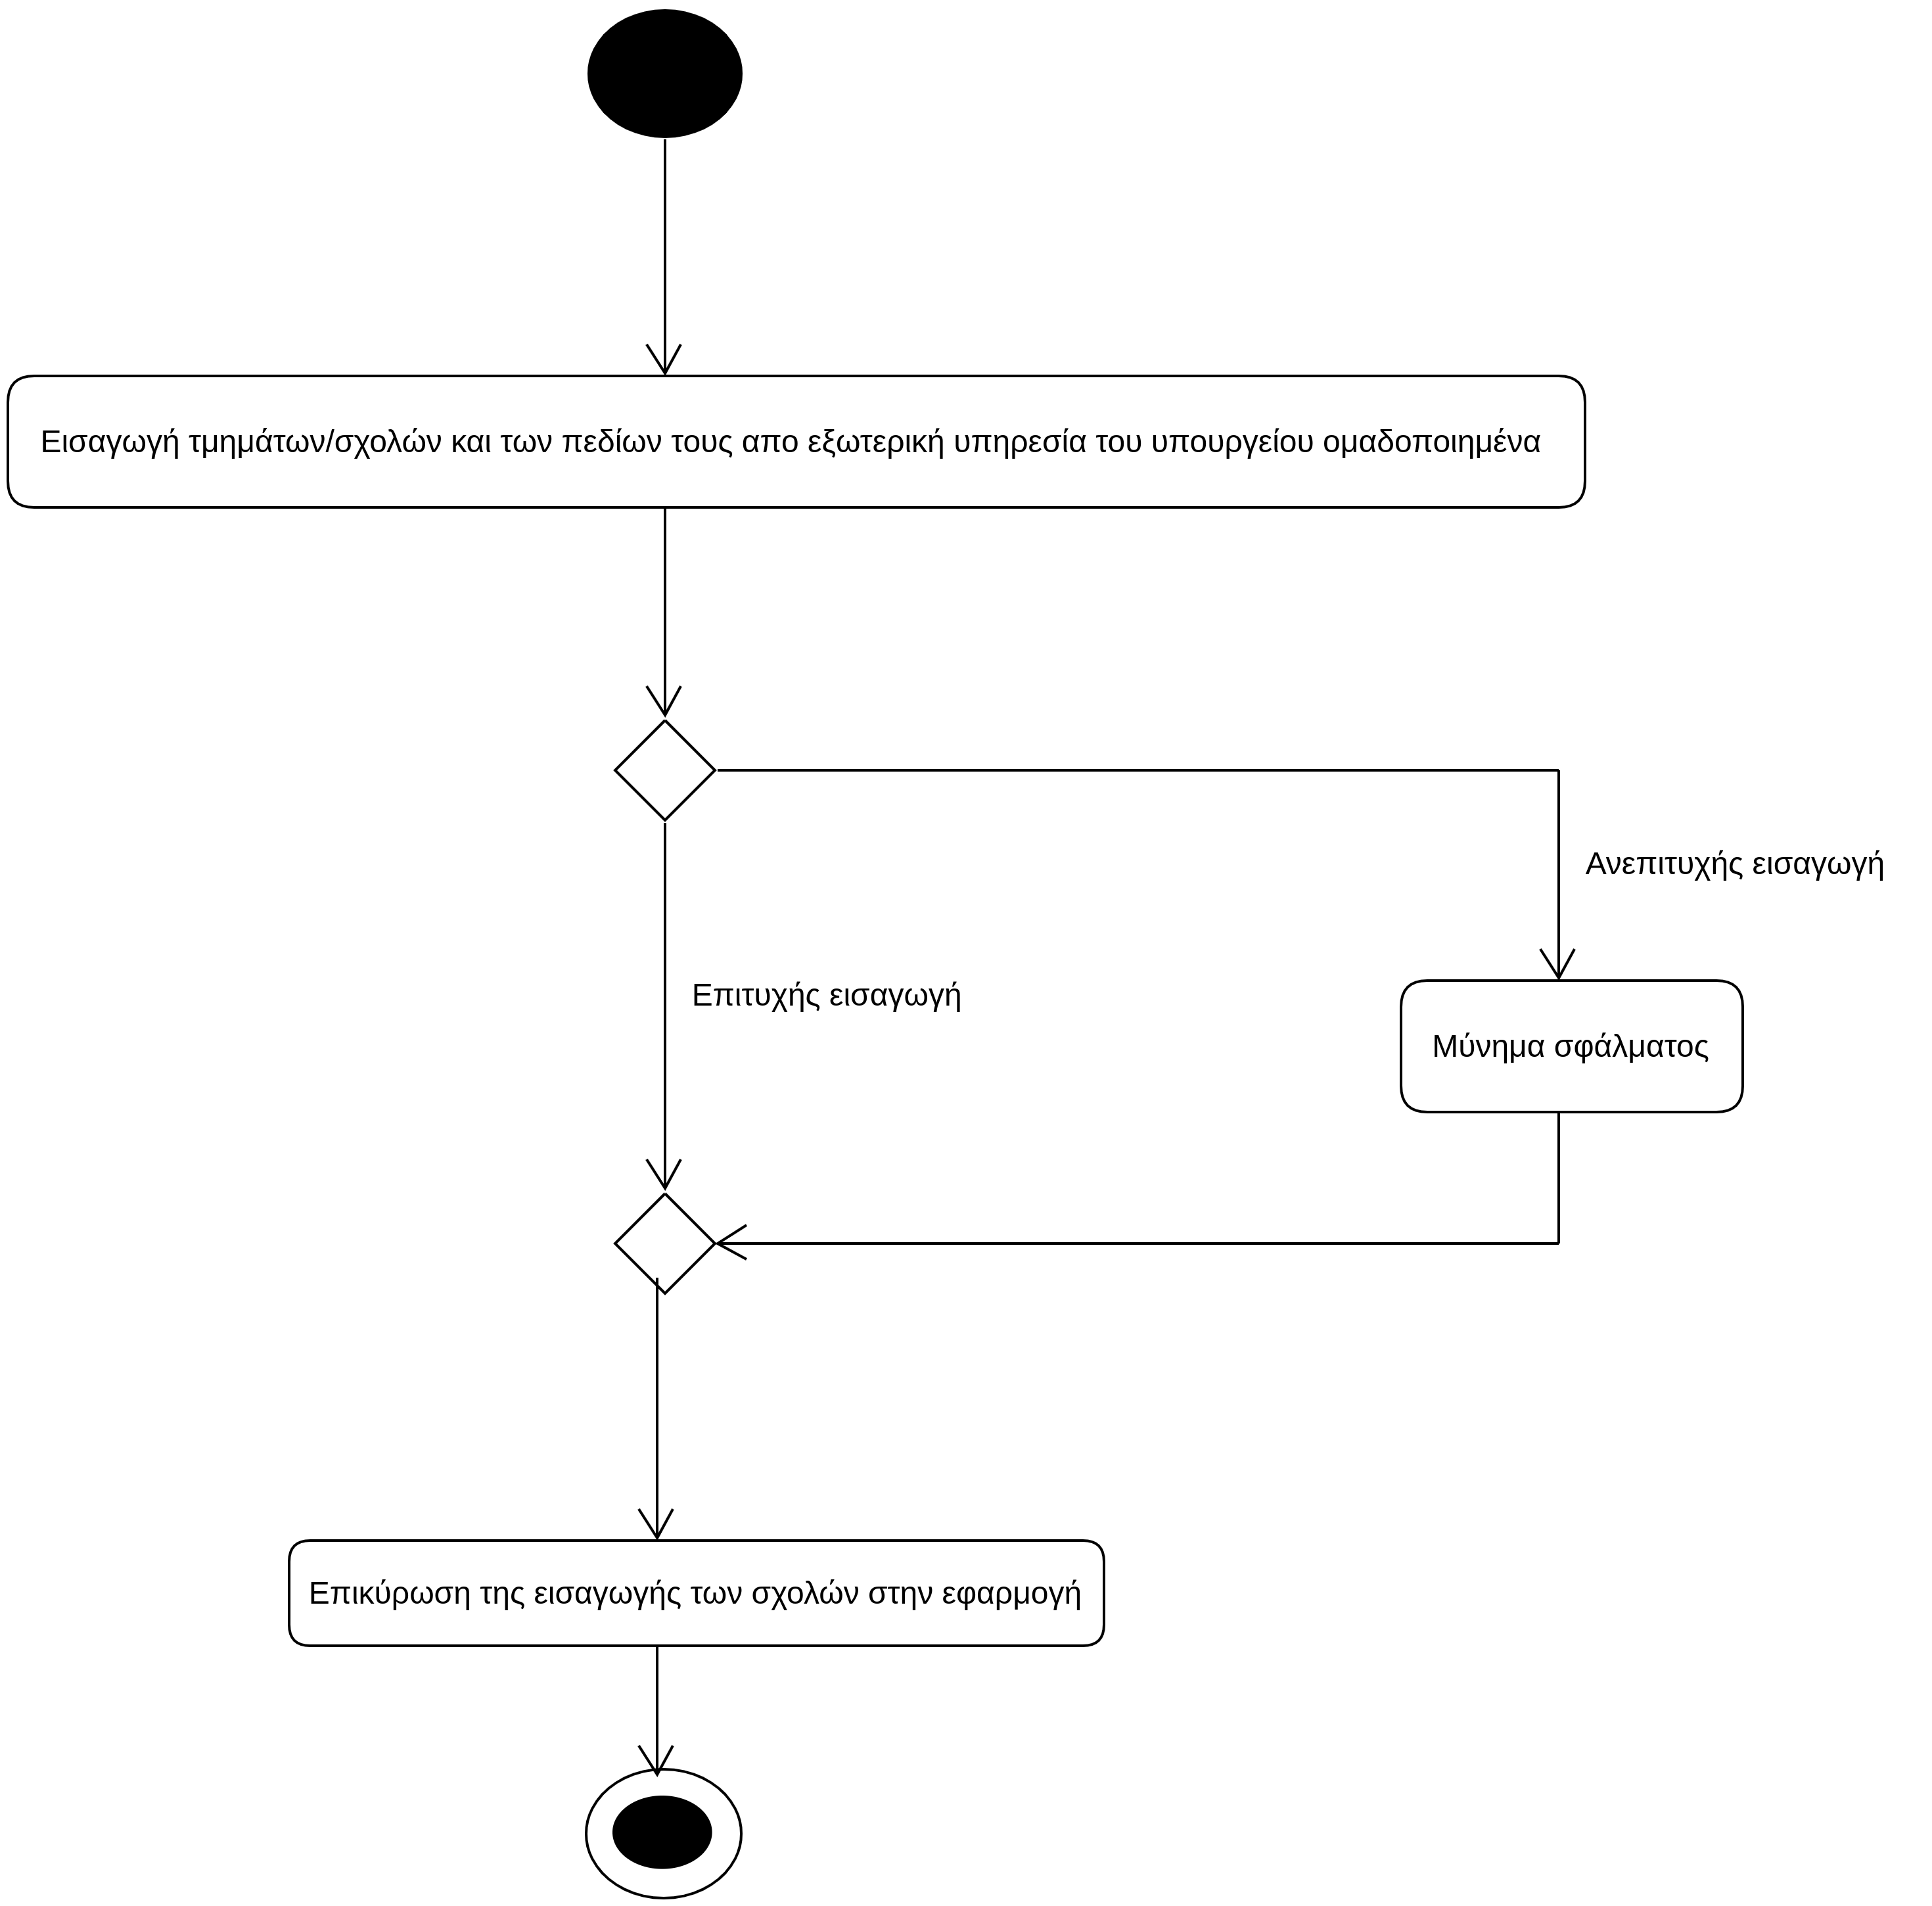 Εισαγωγή τμημάτων/σχολών και των πεδίων τους απο εξωτερική υπηρεσία του υπουργείου ομαδοποιημένα
Ανεπιτυχής εισαγωγή
Επιτυχής εισαγωγή
Μύνημα σφάλματος
Επικύρωση της εισαγωγής των σχολών στην εφαρμογή